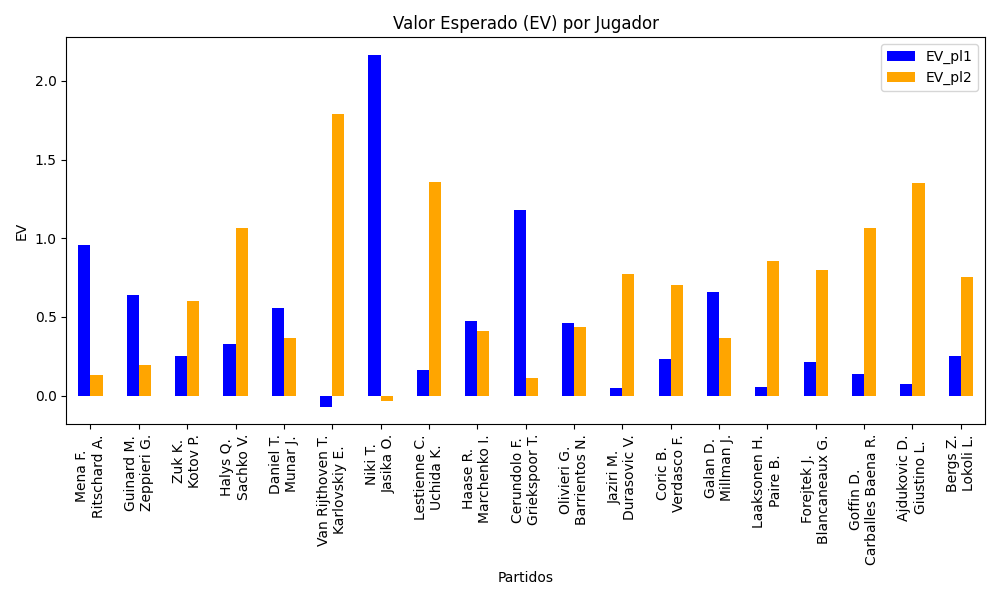 Valor Esperado (EV) por Jugador
EV_pl1
EV_pl2
EV
2.0
1.5
1.0
0.5
0.0
Mena F.
Ritschard A.
Guinard M.
Zeppieri G.
Zuk K.
Kotov P.
Halys Q.
Sachko V.
Daniel T.
Munar J.
Van Rijthoven T.
Karlovskiy E.
Niki T.
Jasika O.
Lestienne C.
Uchida K.
Haase R.
Marchenko I.
Cerundolo F.
Griekspoor T.
Olivieri G.
Barrientos N.
Jaziri M.
Durasovic V.
Coric B.
Verdasco F.
Galan D.
Millman J.
Laaksonen H.
Paire B.
Forejtek J.
Blancaneaux G.
Goffin D.
Carballes Baena R.
Ajdukovic D.
Giustino L.
Bergs Z.
Lokoli L.
Partidos